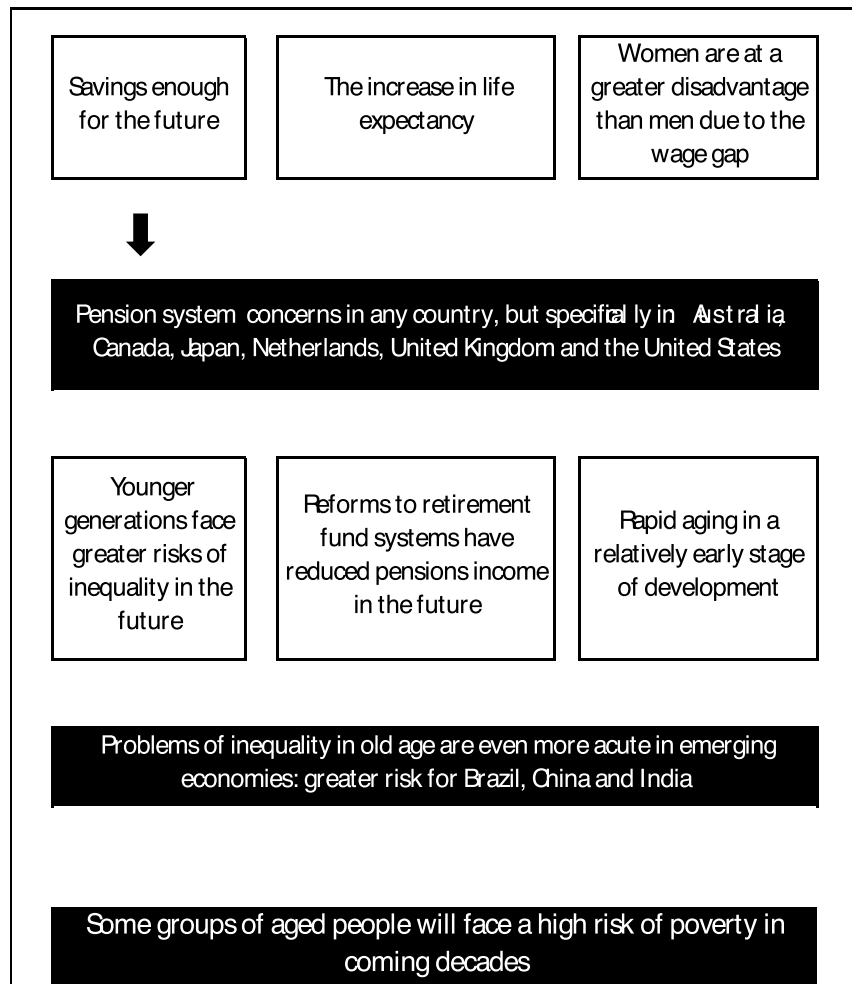 Savings enough
for the future
The increase in life
expectancy
Women are at a
greater disadvantage
than men due to the
wage gap
Pension system concerns in any country, but specifically in: Australia,
Canada, Japan, Netherlands, United Kingdom and the United States
Younger
generations face
greater risks of
inequality in the
future
Reforms to retirement
fund systems have
reduced pensions income
in the future
Rapid aging in a
relatively early stage
of development
Problems of inequality in old age are even more acute in emerging
economies: greater risk for Brazil, China and India
Some groups of aged people will face a high risk of poverty in
coming decades